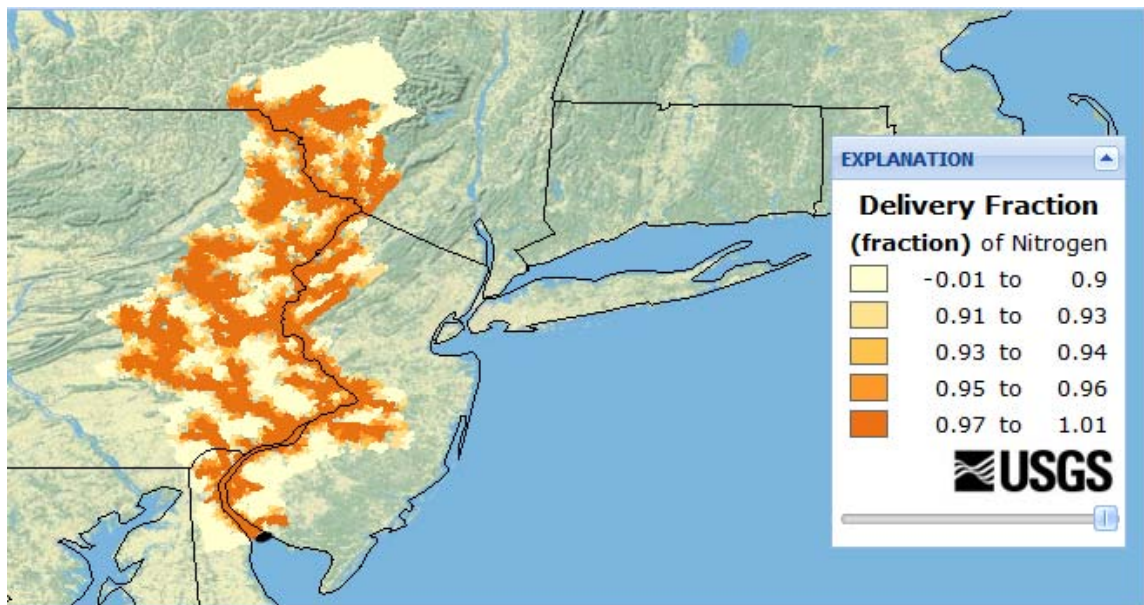 EXPLANATION
Delivery Fraction
(fraction) of Nitrogen
-0.01 to 0.9
0.91 to 0.93
0.93 to 0.94
0.95 to 0.96
0.97 to 1.01
USGS